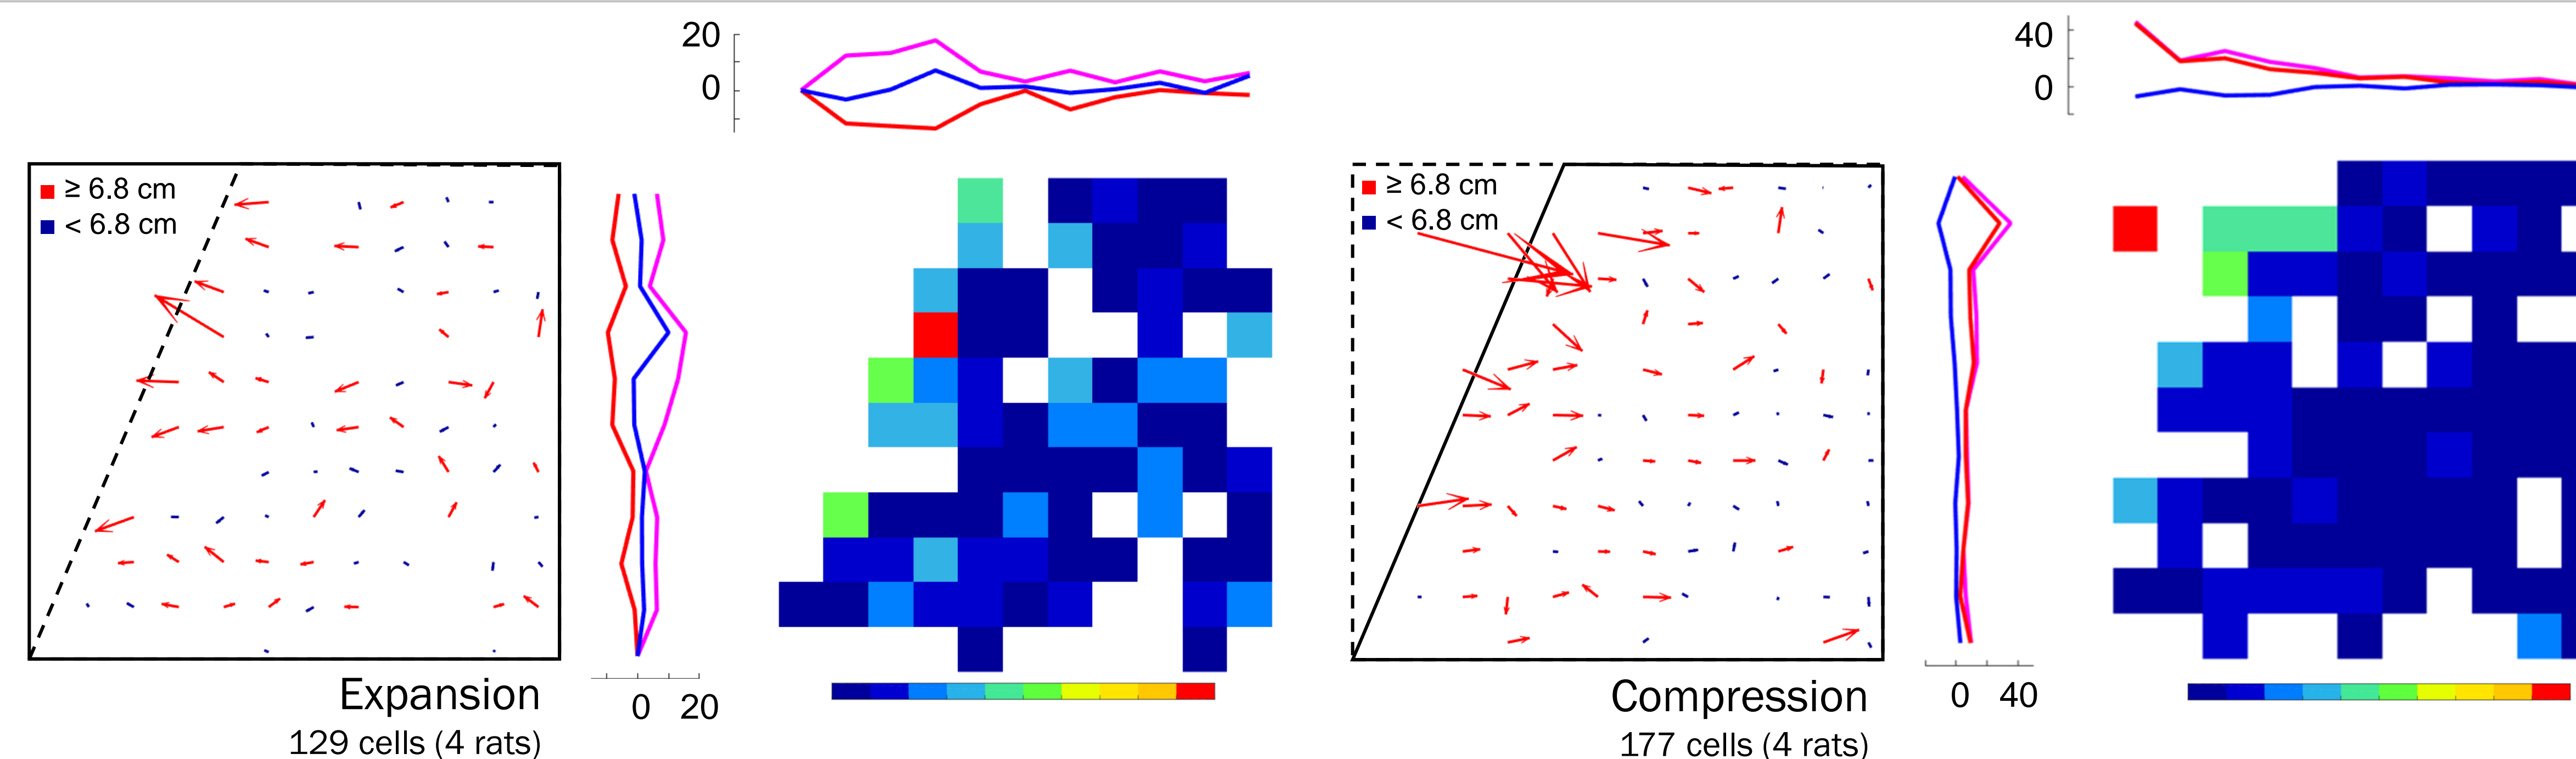 20
0
≥ 6.8 cm
< 6.8 cm
Expansion
129 cells (4 rats)
0 20
40
0
≥ 6.8 cm
< 6.8 cm
Compression
177 cells (4 rats)
0 40